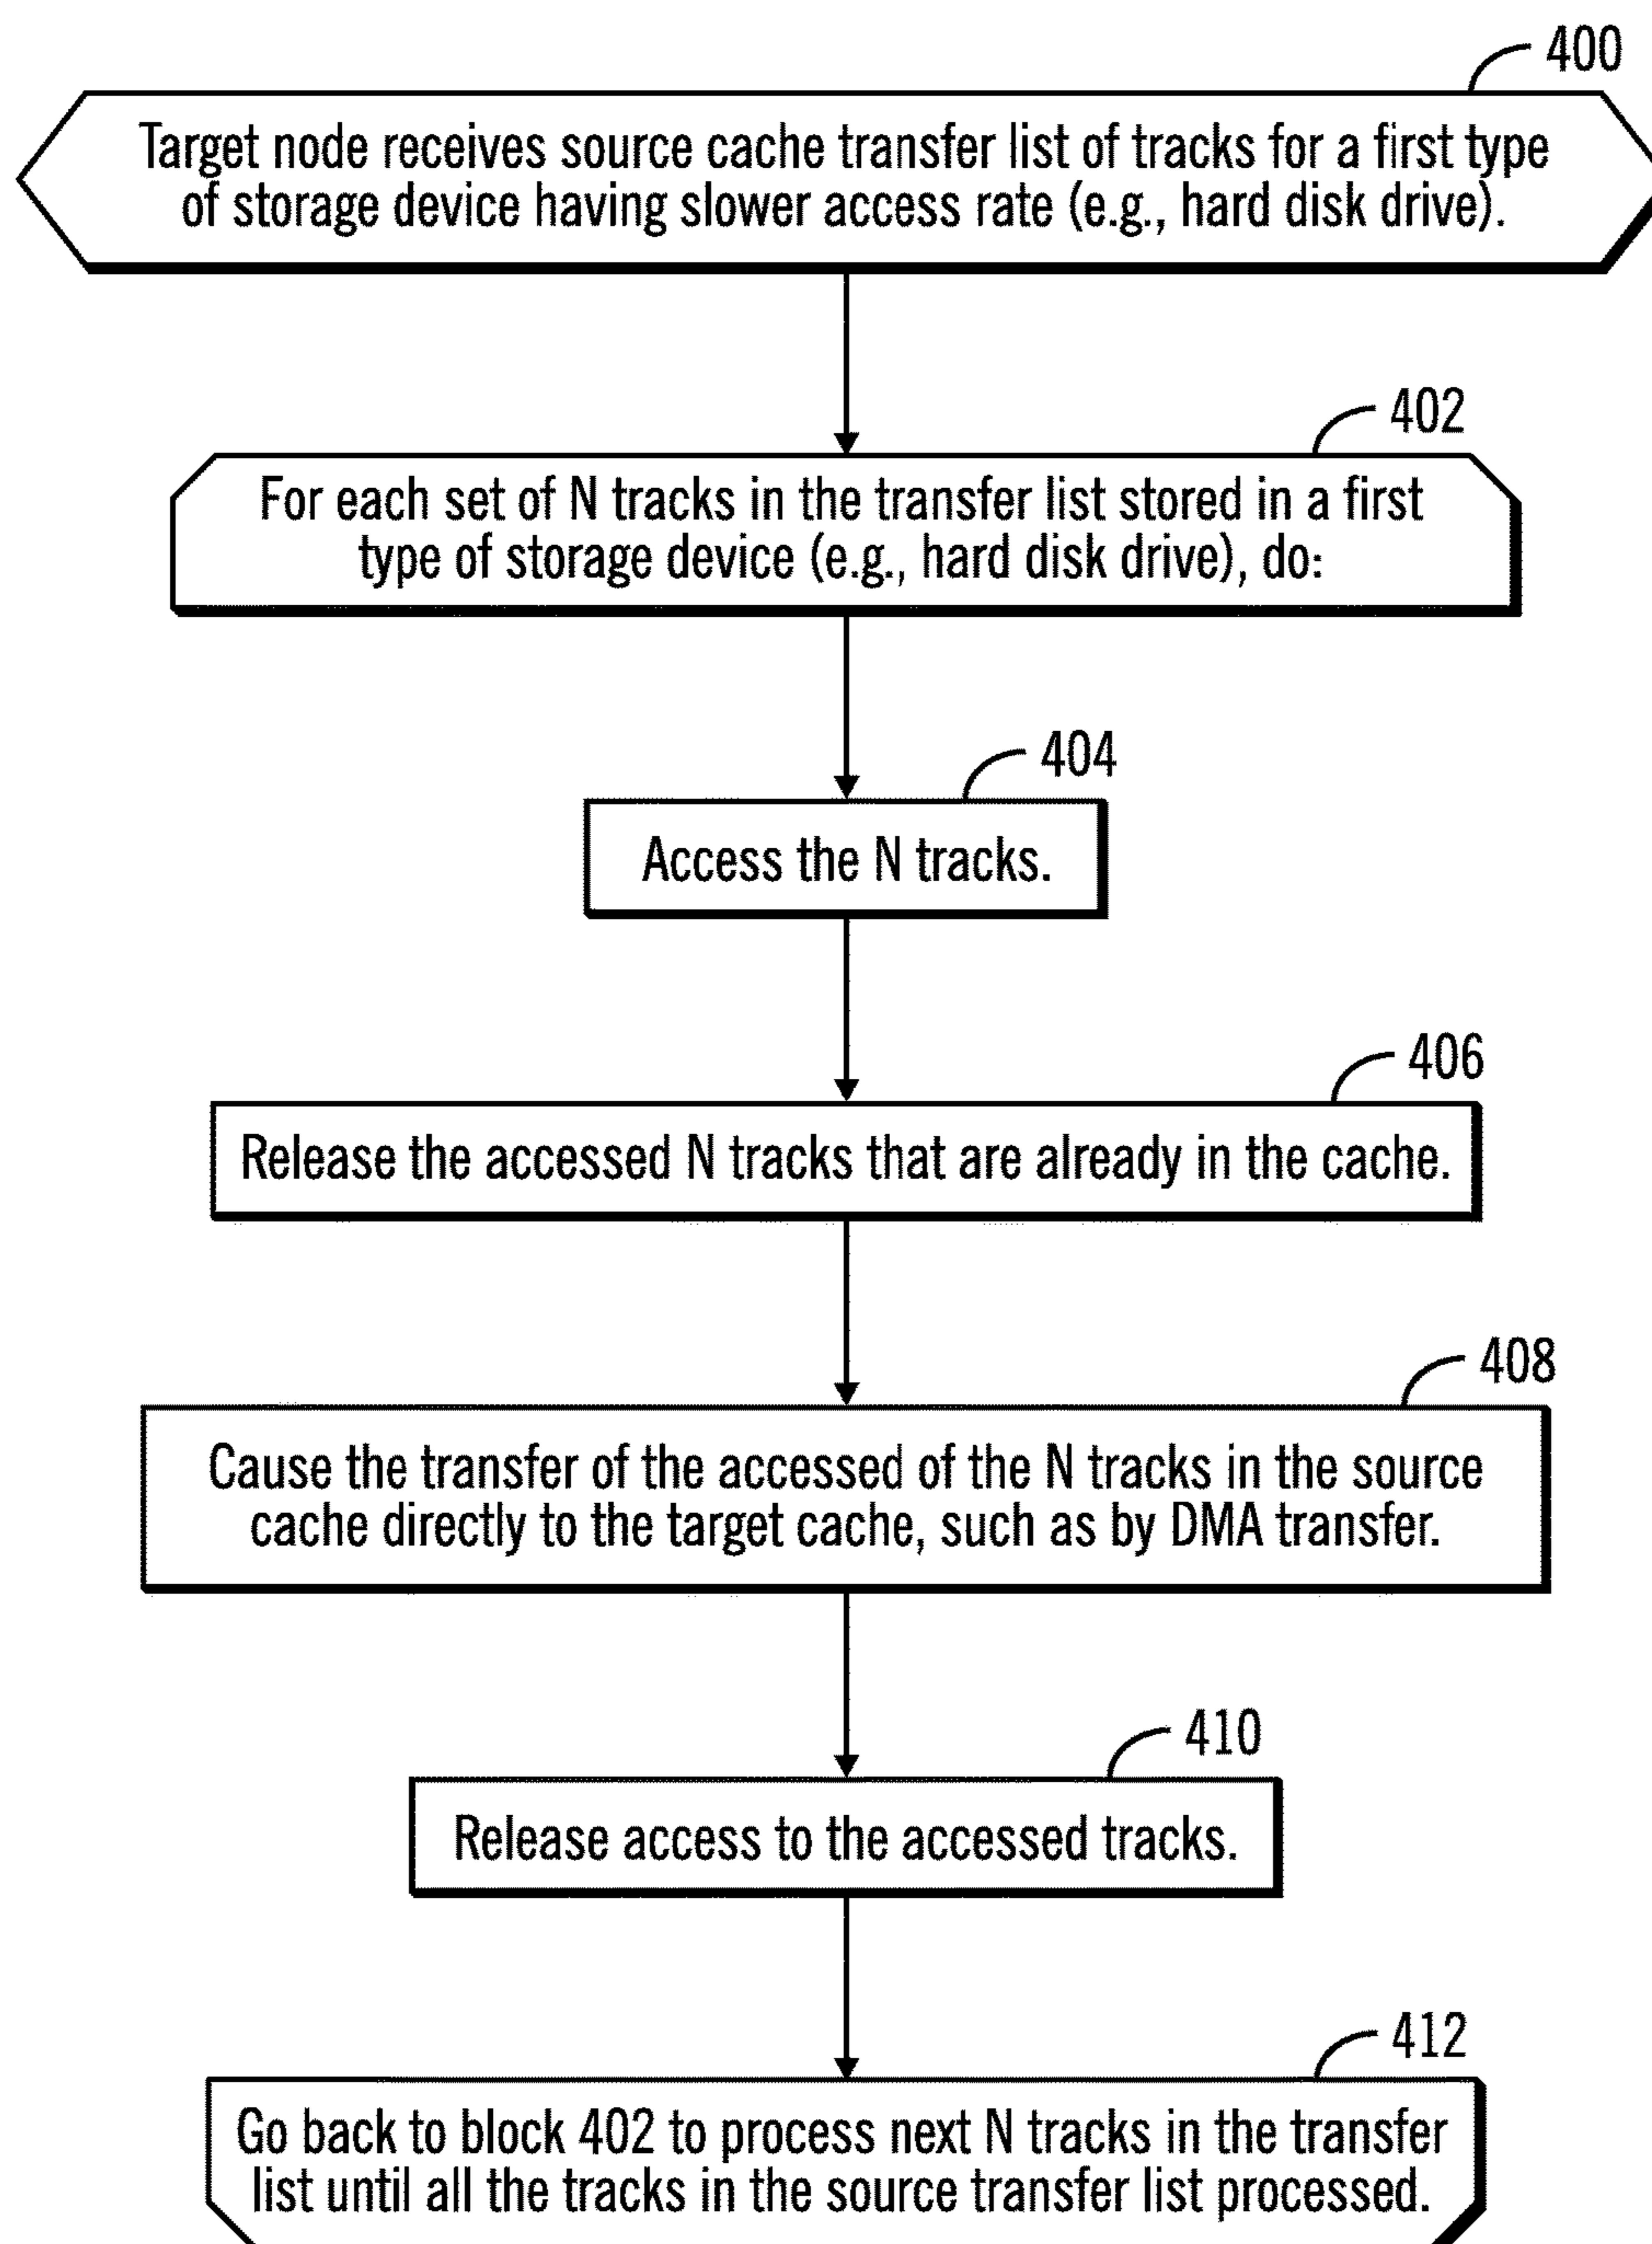 400
Target node receives source cache transfer list of tracks for a first type
of storage device having slower access rate (e.g., hard disk drive).
402
For each set of N tracks in the transfer list stored in a first
type of storage device (e.g., hard disk drive), do:
404
Access the N tracks.
406
Release the accessed N tracks that are already in the cache.
408
Cause the transfer of the accessed of the N tracks in the source
cache directly to the target cache, such as by DMA transfer.
410
Release access to the accessed tracks.
412
Go back to block 402 to process next N tracks in the transfer
list until all the tracks in the source transfer list processed.